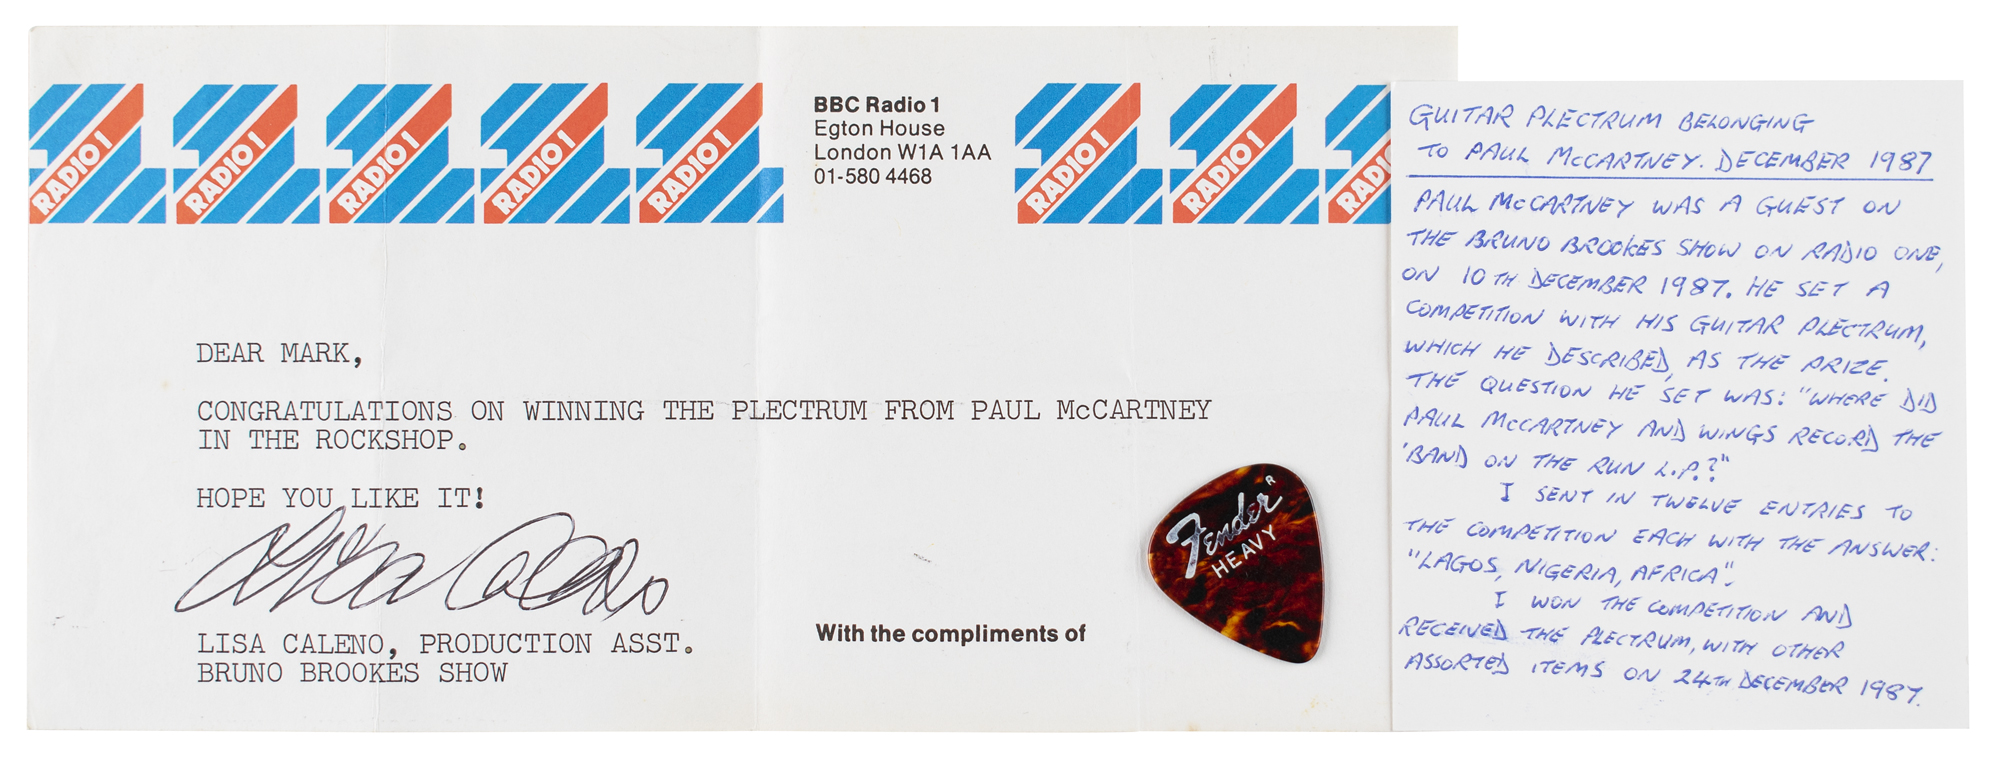 RADIO 1
RADIO 1
RADIO 1
RADIO 1
RADIO 1
BBC Radio 1
Egton House
London W1A 1AA
01-580 4468
RADIO 1
RADIO 1
RADIO 1
DEAR MARK,
CONGRATULATIONS ON WINNING THE PLECTRUM FROM PAUL McCARTNEY
IN THE ROCKSHOP.
HOPE YOU LIKE IT!
Lisa Caleno
LISA CALENO, PRODUCTION ASST.
BRUNO BROOKES SHOW
With the compliments of
Fender R
HEAVY
GUITAR PLECTRUM BELONGING
TO PAUL McCARTNEY. DECEMBER 1987
PAUL McCARTNEY WAS A GUEST ON
THE BRUNO BROOKES SHOW ON RADIO ONE,
ON 10TH DECEMBER 1987. HE SET A
COMPETITION WITH HIS GUITAR PLECTRUM,
WHICH HE DESCRIBED, AS THE PRIZE.
THE QUESTION HE SET WAS: "WHERE DID
PAUL McCARTNEY AND WINGS RECORD THE
'BAND ON THE RUN L.P.?"
I SENT IN TWELVE ENTRIES TO
THE COMPETITION EACH WITH THE ANSWER:
"LAGOS, NIGERIA, AFRICA".
I WON THE COMPETITION AND
RECEIVED THE PLECTRUM, WITH OTHER
ASSORTED ITEMS ON 24TH DECEMBER 1987.